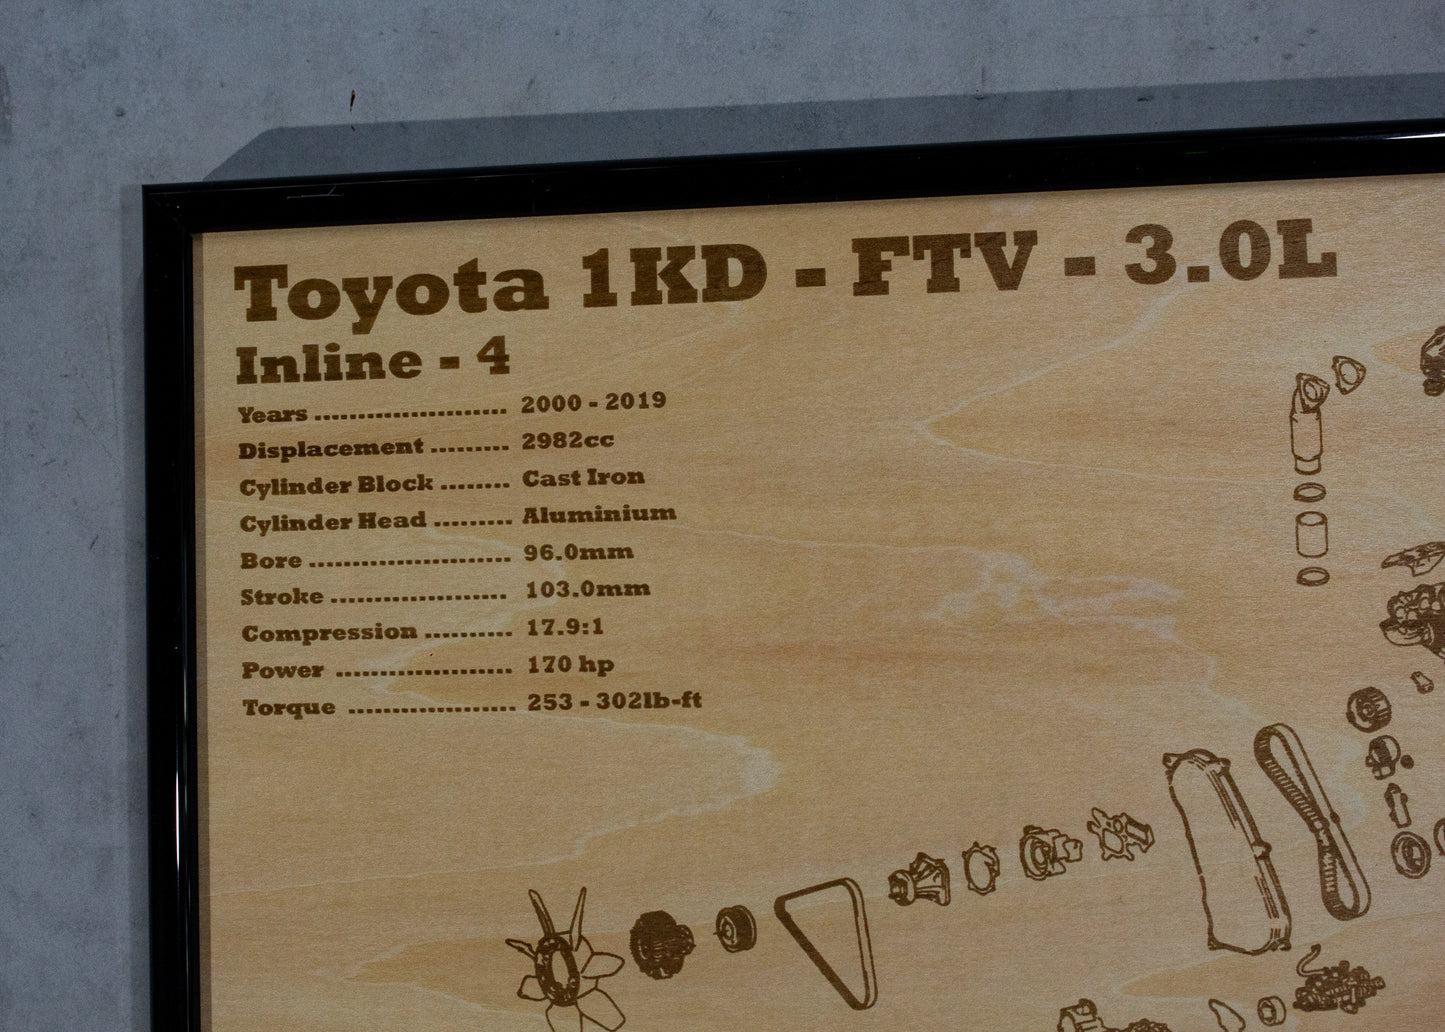 Toyota 1KD - FTV - 3.0L
Inline - 4
Years ...................... 2000 - 2019
Displacement ......... 2982cc
Cylinder Block ........ Cast Iron
Cylinder Head ......... Aluminium
Bore ....................... 96.0mm
Stroke .................... 103.0mm
Compression .......... 17.9:1
Power .................... 170 hp
Torque ................... 253 - 302lb-ft